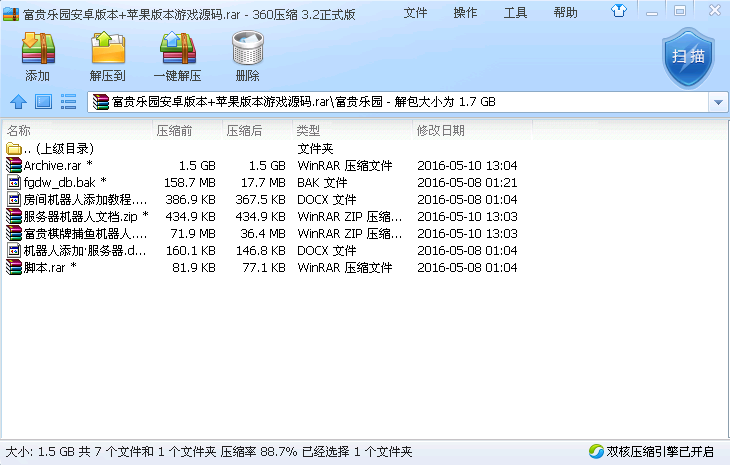 富贵乐园安卓版本+苹果版本游戏源码.rar - 360压缩 3.2正式版 文件 操作 工具 帮助
添加 解压到 一键解压 删除 扫描
富贵乐园安卓版本+苹果版本游戏源码.rar\富贵乐园 - 解包大小为 1.7 GB
名称 压缩前 压缩后 类型 修改日期
.. (上级目录) 文件夹
Archive.rar * 1.5 GB 1.5 GB WinRAR 压缩文件 2016-05-10 13:04
fgdw_db.bak * 158.7 MB 17.7 MB BAK 文件 2016-05-08 01:21
房间机器人添加教程.... 386.9 KB 367.5 KB DOCX 文件 2016-05-08 01:04
服务器机器人文档.zip * 434.9 KB 434.9 KB WinRAR ZIP 压缩... 2016-05-10 13:03
富贵棋牌捕鱼机器人.... 71.9 MB 36.4 MB WinRAR ZIP 压缩... 2016-05-10 13:03
机器人添加·服务器.d... 160.1 KB 146.8 KB DOCX 文件 2016-05-08 01:04
脚本.rar * 81.9 KB 77.1 KB WinRAR 压缩文件 2016-05-08 01:04
大小: 1.5 GB 共 7 个文件和 1 个文件夹 压缩率 88.7% 已经选择 1 个文件夹 双核压缩引擎已开启